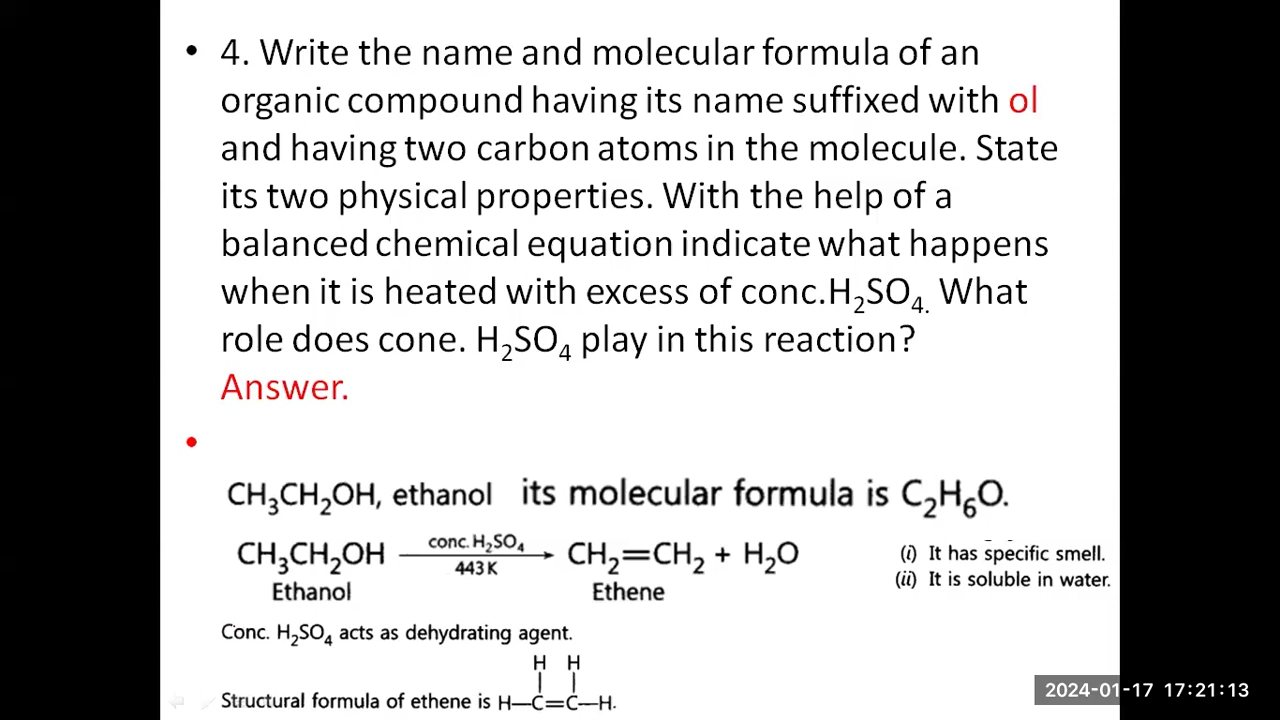 • 4. Write the name and molecular formula of an
organic compound having its name suffixed with ol
and having two carbon atoms in the molecule. State
its two physical properties. With the help of a
balanced chemical equation indicate what happens
when it is heated with excess of conc.H₂SO₄. What
role does cone. H₂SO₄ play in this reaction?
Answer.
•
CH₃CH₂OH, ethanol its molecular formula is C₂H₆O.
conc. H₂SO₄
CH₃CH₂OH ⟶ CH₂=CH₂ + H₂O
443 K
Ethanol Ethene
(i) It has specific smell.
(ii) It is soluble in water.
Conc. H₂SO₄ acts as dehydrating agent.
H H
| |
Structural formula of ethene is H—C=C—H.
2024-01-17 17:21:13